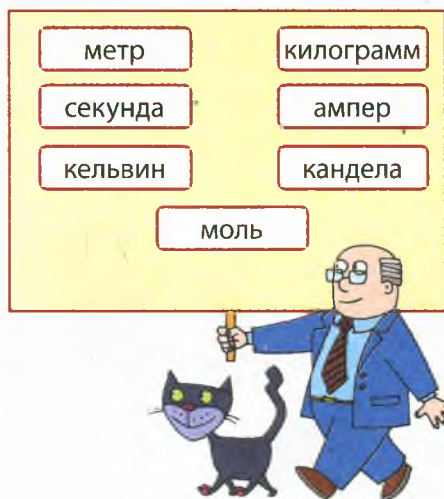 метр килограмм
секунда ампер
кельвин кандела
моль